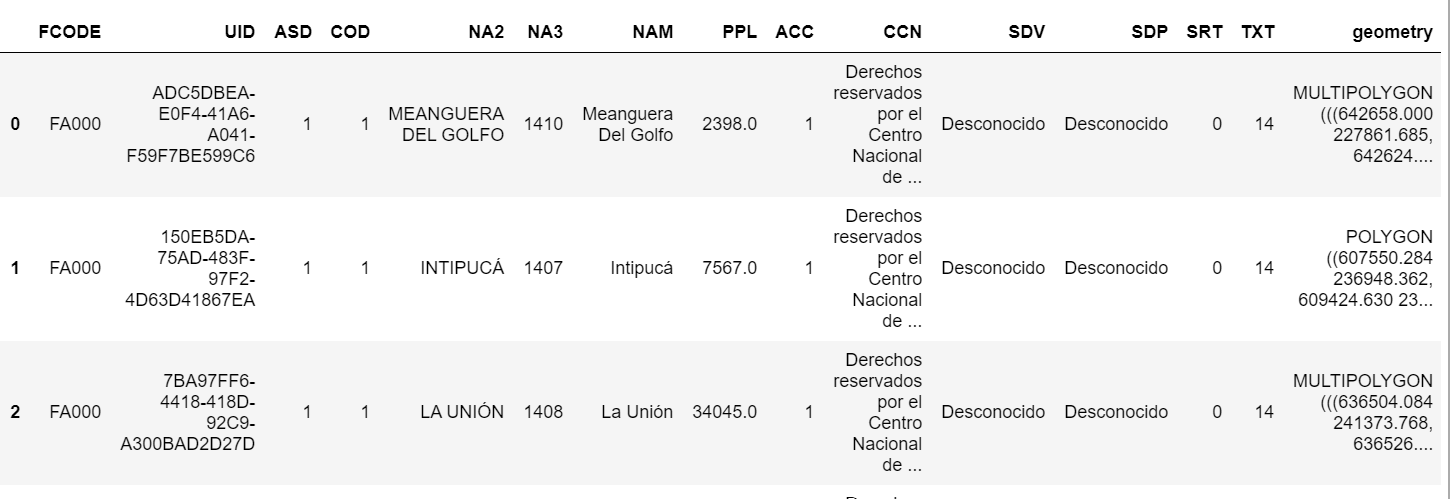 FCODE UID ASD COD NA2 NA3 NAM PPL ACC CCN SDV SDP SRT TXT geometry
0 FA000 ADC5DBEA-E0F4-41A6-A041-F59F7BE599C6 1 1 MEANGUERA DEL GOLFO 1410 Meanguera Del Golfo 2398.0 1 Derechos reservados por el Centro Nacional de ... Desconocido Desconocido 0 14 MULTIPOLYGON (((642658.000 227861.685, 642624....
1 FA000 150EB5DA-75AD-483F-97F2-4D63D41867EA 1 1 INTIPUCÁ 1407 Intipucá 7567.0 1 Derechos reservados por el Centro Nacional de ... Desconocido Desconocido 0 14 POLYGON ((607550.284 236948.362, 609424.630 23...
2 FA000 7BA97FF6-4418-418D-92C9-A300BAD2D27D 1 1 LA UNIÓN 1408 La Unión 34045.0 1 Derechos reservados por el Centro Nacional de ... Desconocido Desconocido 0 14 MULTIPOLYGON (((636504.084 241373.768, 636526....